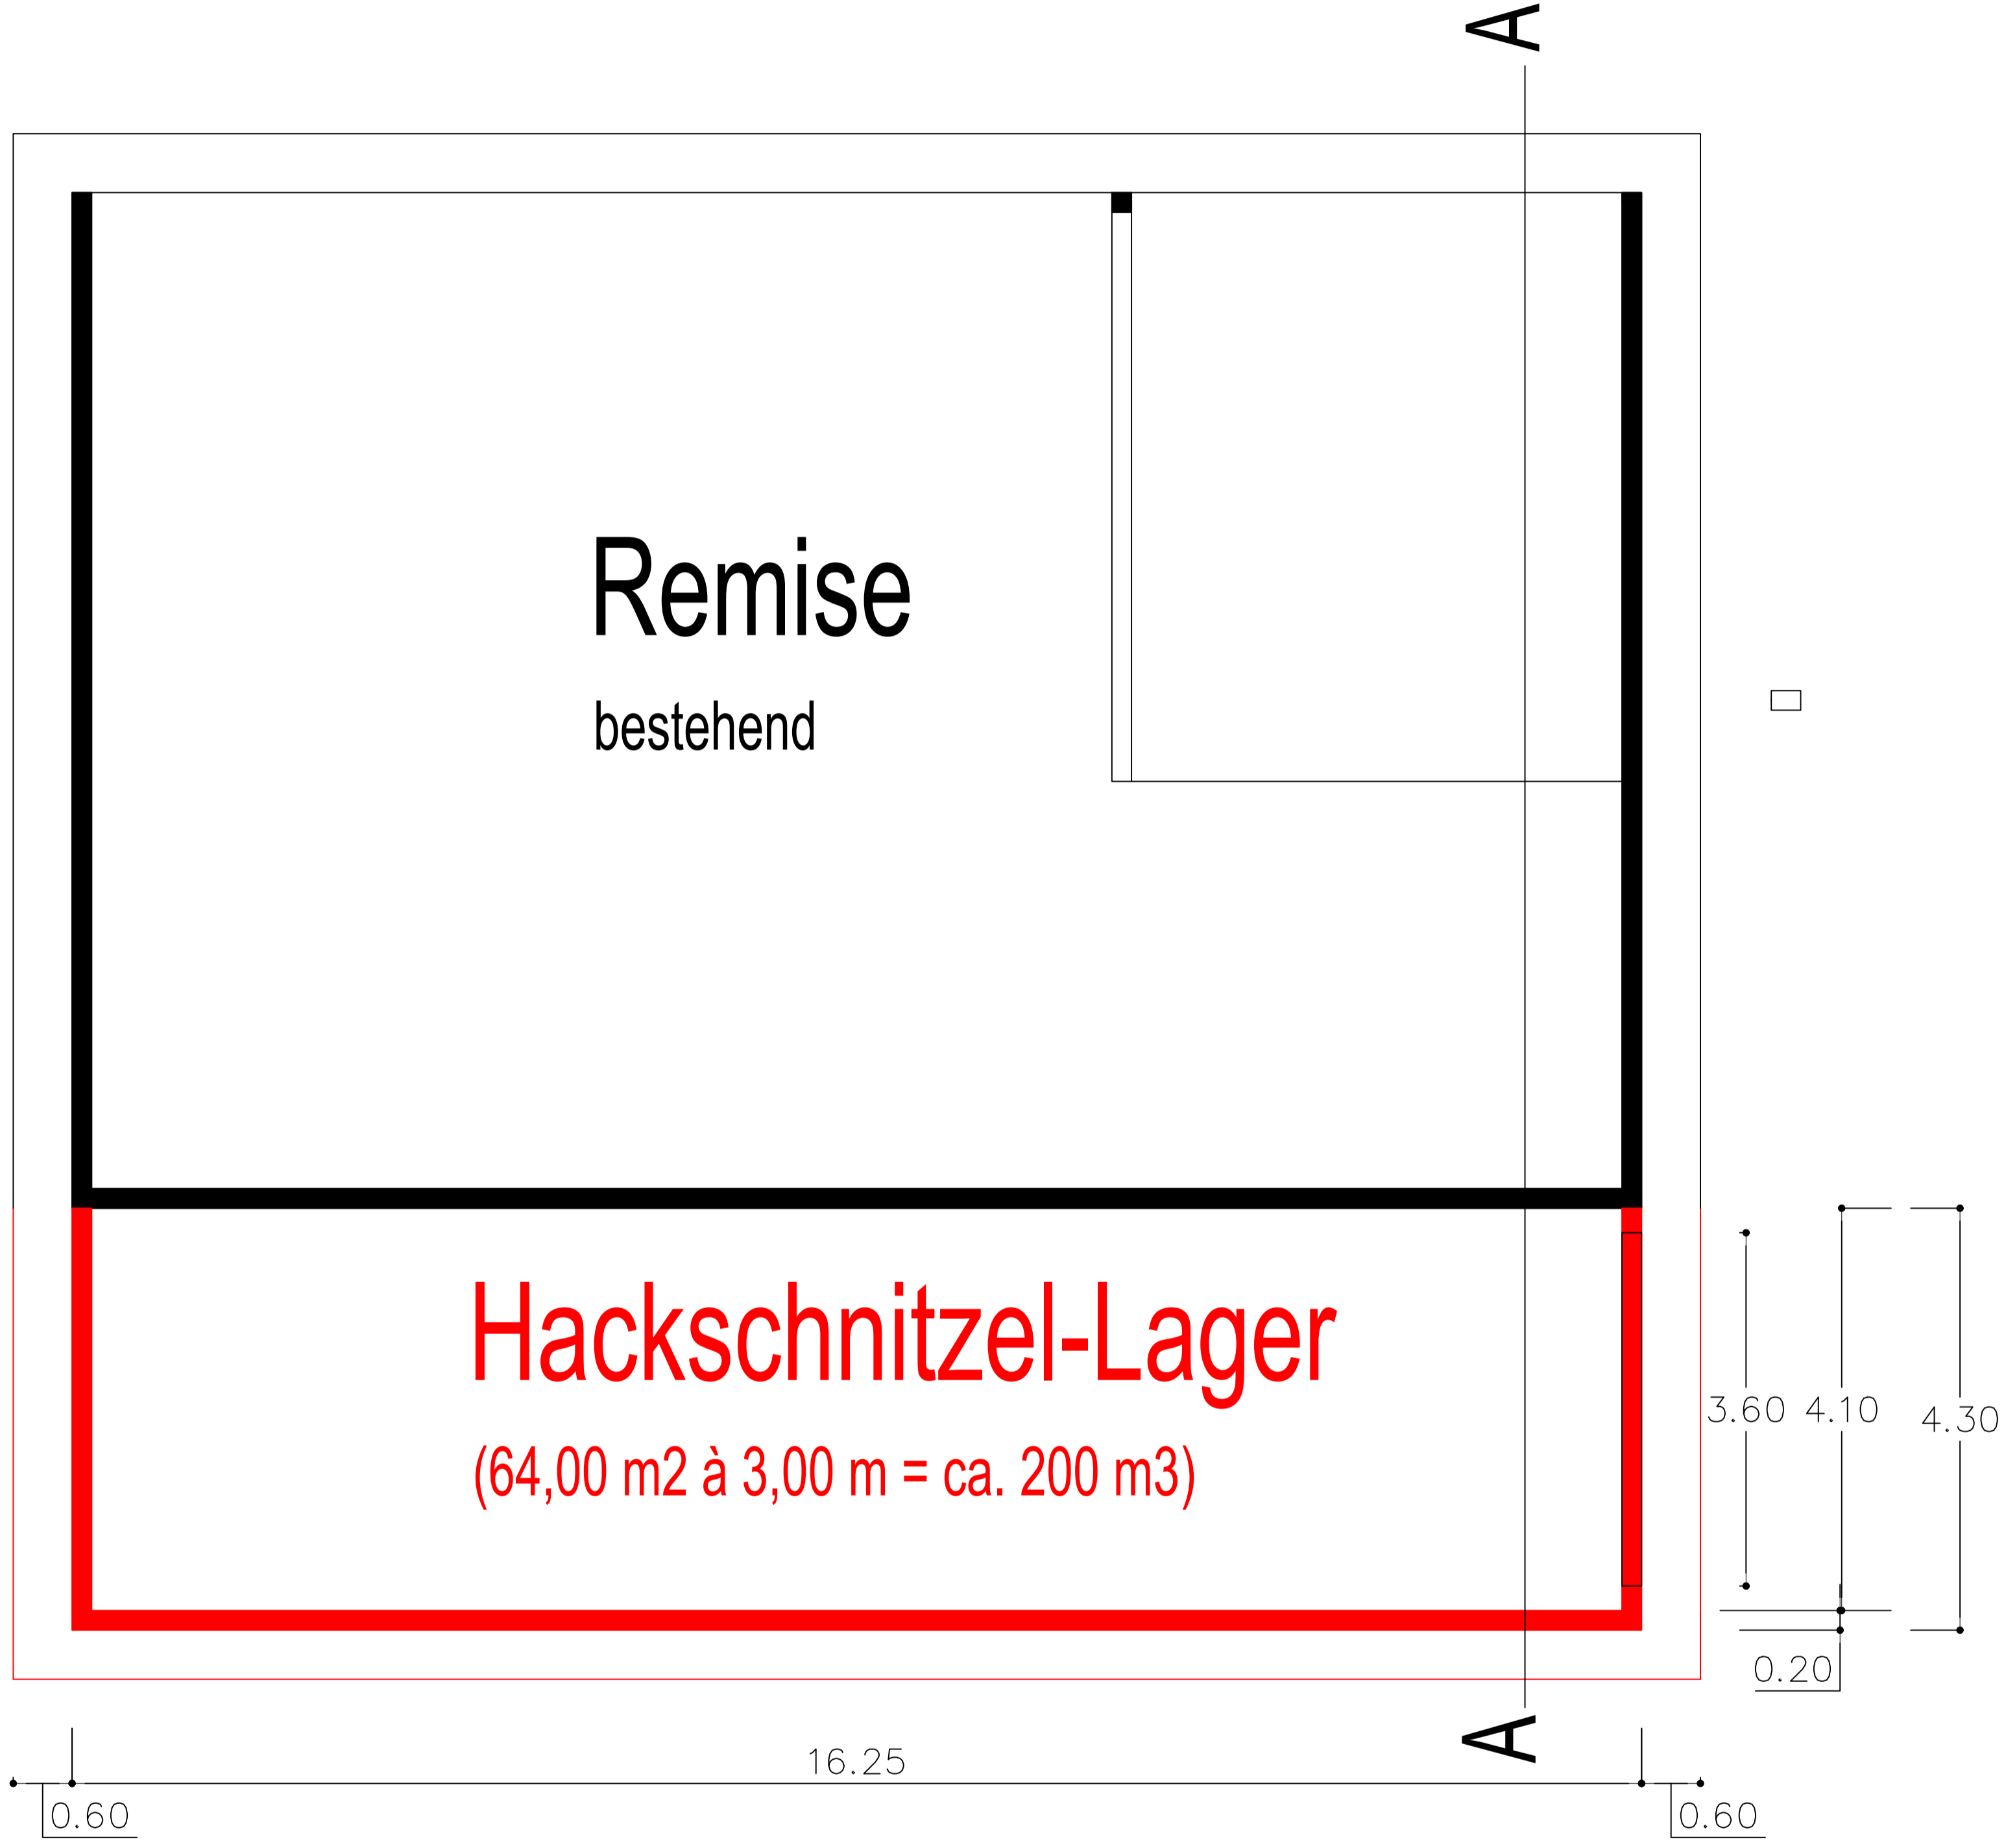 A
Remise
bestehend
Hackschnitzel-Lager
(64,00 m2 à 3,00 m = ca. 200 m3)
3.60
4.10
4.30
0.20
A
16.25
0.60
0.60